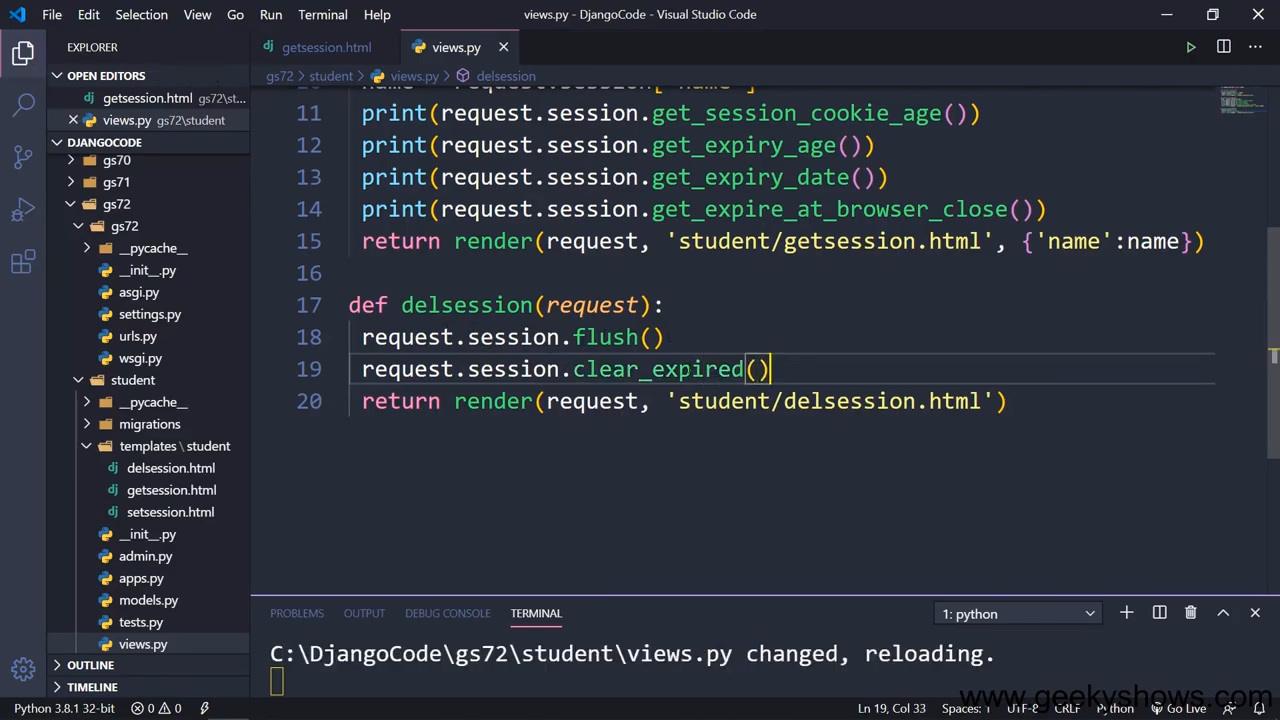 File Edit Selection View Go Run Terminal Help views.py - DjangoCode - Visual Studio Code
EXPLORER
OPEN EDITORS
getsession.html gs72\st...
views.py gs72\student
DJANGOCODE
gs70
gs71
gs72
gs72
__pycache__
__init__.py
asgi.py
settings.py
urls.py
wsgi.py
student
__pycache__
migrations
templates \ student
delsession.html
getsession.html
setsession.html
__init__.py
admin.py
apps.py
models.py
tests.py
views.py
OUTLINE
TIMELINE
getsession.html views.py
gs72 > student > views.py > delsession
11 print(request.session.get_session_cookie_age())
12 print(request.session.get_expiry_age())
13 print(request.session.get_expiry_date())
14 print(request.session.get_expire_at_browser_close())
15 return render(request, 'student/getsession.html', {'name':name})
16
17 def delsession(request):
18 request.session.flush()
19 request.session.clear_expired()
20 return render(request, 'student/delsession.html')
PROBLEMS OUTPUT DEBUG CONSOLE TERMINAL 1: python
C:\DjangoCode\gs72\student\views.py changed, reloading.
www.geekyshows.com
Python 3.8.1 32-bit 0 0 Ln 19, Col 33 Spaces: 1 UTF-8 CRLF Python Go Live